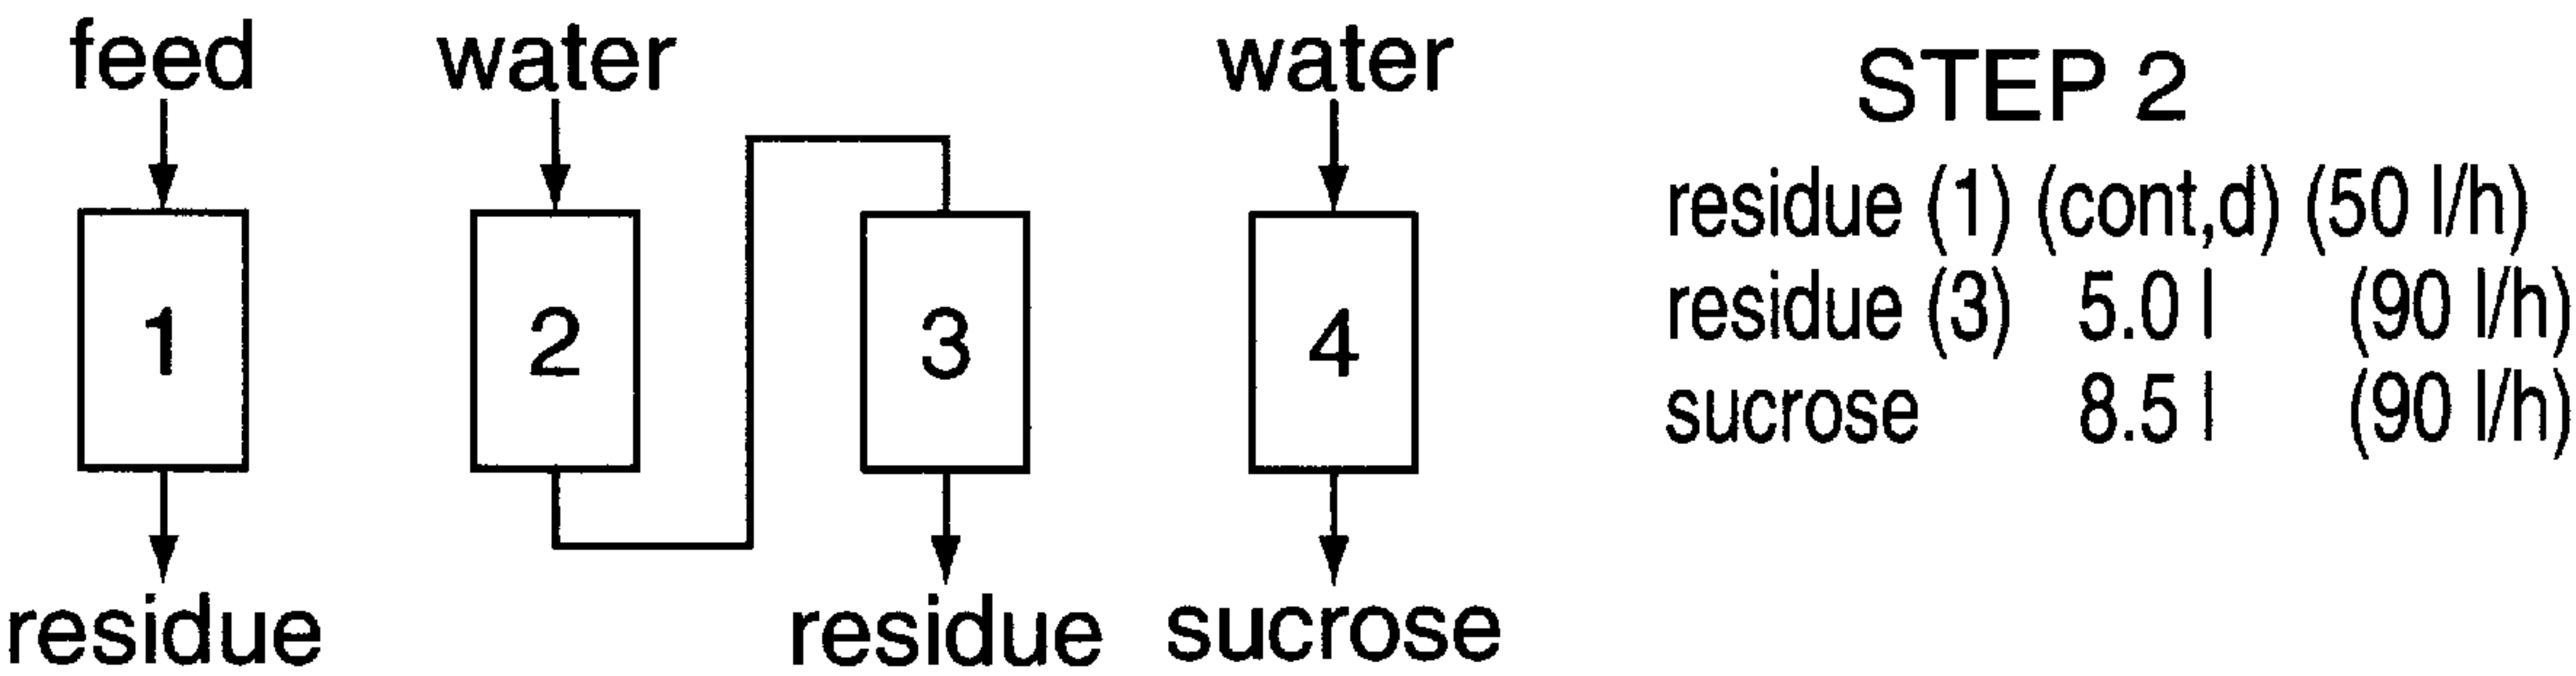 feed water water
1 2 3 4
residue residue sucrose
STEP 2
residue (1) (cont,d) (50 l/h)
residue (3) 5.0 l (90 l/h)
sucrose 8.5 l (90 l/h)